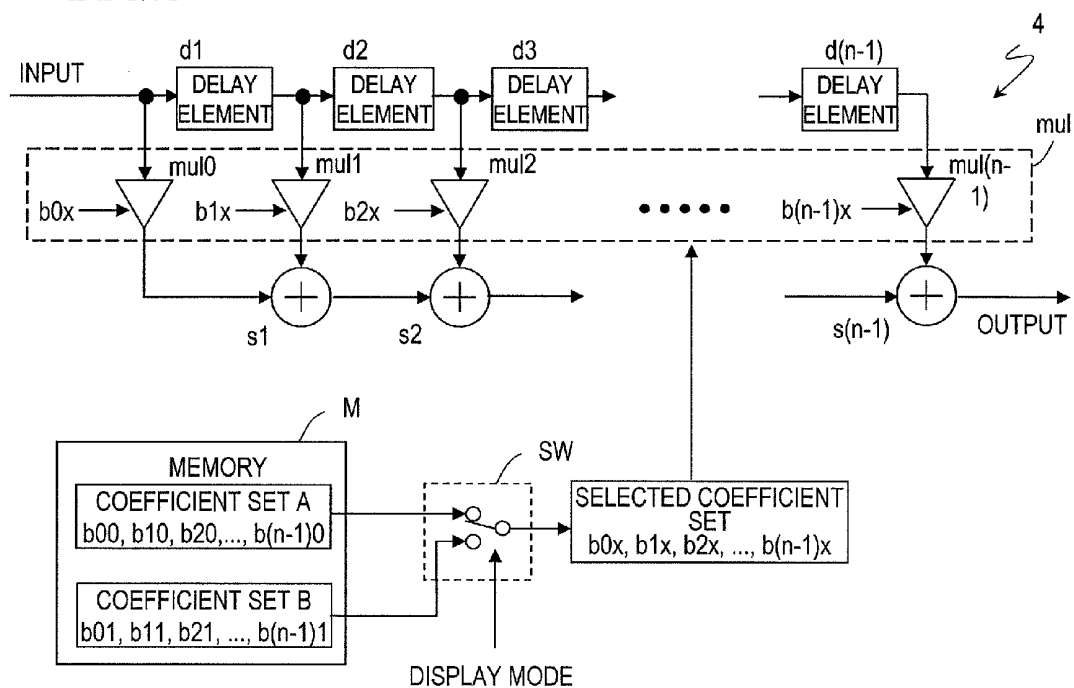 4
d1
d2
d3
d(n-1)
INPUT
DELAY
ELEMENT
DELAY
ELEMENT
DELAY
ELEMENT
DELAY
ELEMENT
mul
mul0
mul1
mul2
mul(n-
1)
b0x
b1x
b2x
b(n-1)x
s1
s2
s(n-1)
OUTPUT
M
MEMORY
SW
COEFFICIENT SET A
b00, b10, b20,..., b(n-1)0
SELECTED COEFFICIENT
SET
b0x, b1x, b2x, ..., b(n-1)x
COEFFICIENT SET B
b01, b11, b21, ..., b(n-1)1
DISPLAY MODE